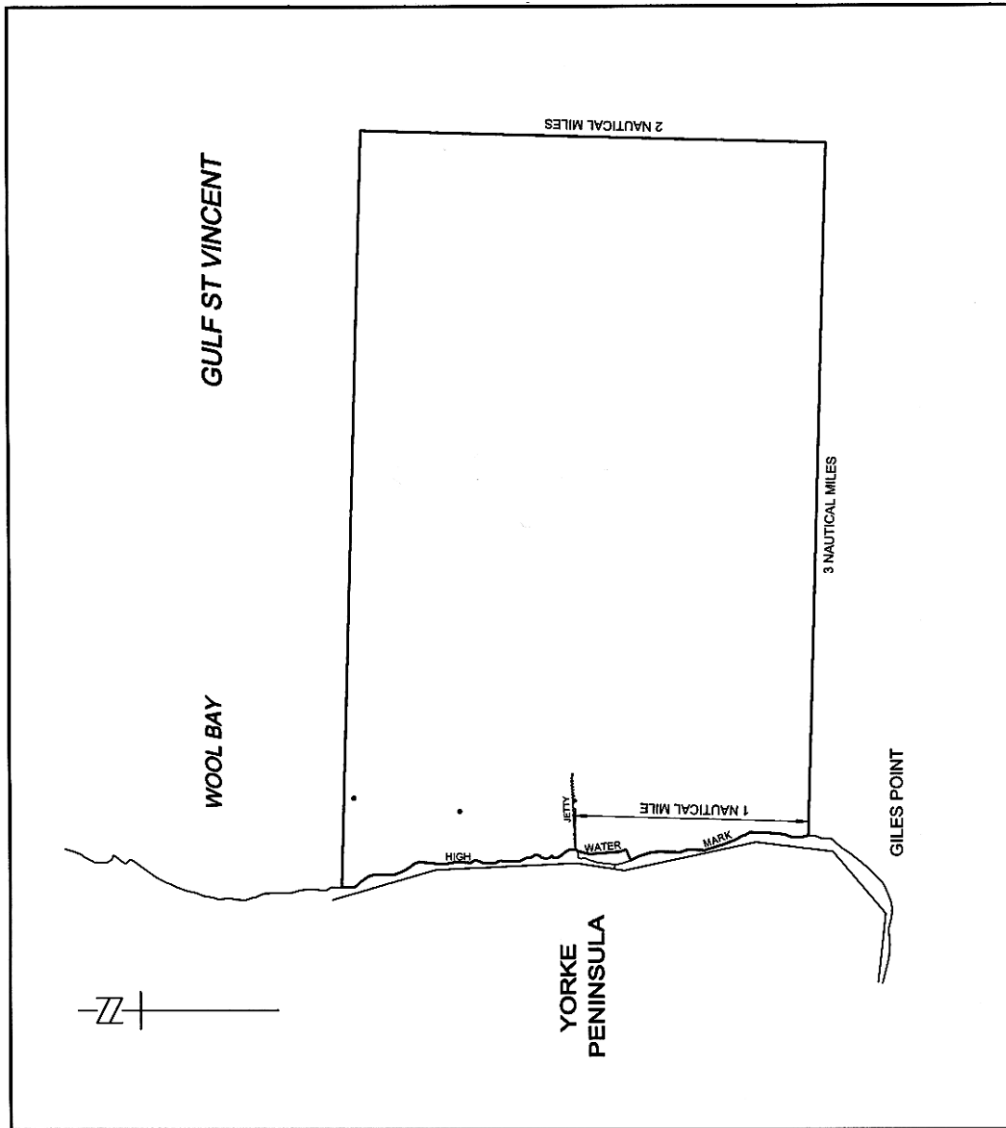 GULF ST VINCENT
2 NAUTICAL MILES
WOOL BAY
3 NAUTICAL MILES
JETTY
1 NAUTICAL MILE
HIGH
WATER
MARK
GILES POINT
YORKE
PENINSULA
N